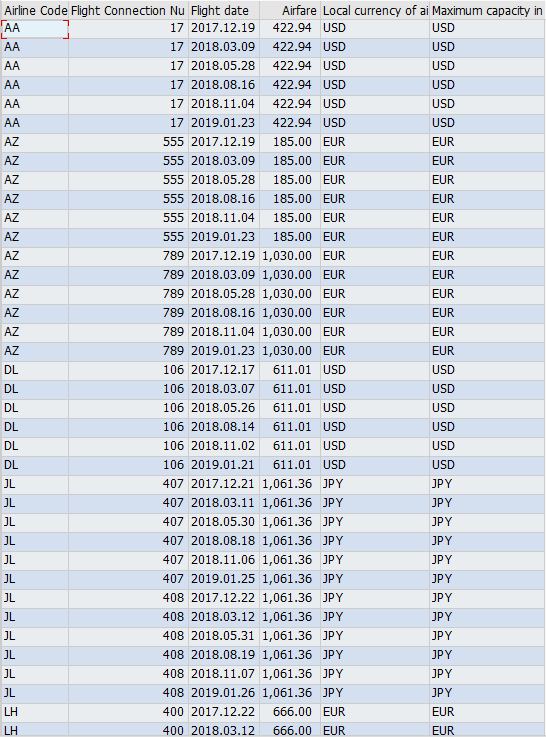 Airline Code Flight Connection Nu Flight date Airfare Local currency of ai Maximum capacity in
AA 17 2017.12.19 422.94 USD USD
AA 17 2018.03.09 422.94 USD USD
AA 17 2018.05.28 422.94 USD USD
AA 17 2018.08.16 422.94 USD USD
AA 17 2018.11.04 422.94 USD USD
AA 17 2019.01.23 422.94 USD USD
AZ 555 2017.12.19 185.00 EUR EUR
AZ 555 2018.03.09 185.00 EUR EUR
AZ 555 2018.05.28 185.00 EUR EUR
AZ 555 2018.08.16 185.00 EUR EUR
AZ 555 2018.11.04 185.00 EUR EUR
AZ 555 2019.01.23 185.00 EUR EUR
AZ 789 2017.12.19 1,030.00 EUR EUR
AZ 789 2018.03.09 1,030.00 EUR EUR
AZ 789 2018.05.28 1,030.00 EUR EUR
AZ 789 2018.08.16 1,030.00 EUR EUR
AZ 789 2018.11.04 1,030.00 EUR EUR
AZ 789 2019.01.23 1,030.00 EUR EUR
DL 106 2017.12.17 611.01 USD USD
DL 106 2018.03.07 611.01 USD USD
DL 106 2018.05.26 611.01 USD USD
DL 106 2018.08.14 611.01 USD USD
DL 106 2018.11.02 611.01 USD USD
DL 106 2019.01.21 611.01 USD USD
JL 407 2017.12.21 1,061.36 JPY JPY
JL 407 2018.03.11 1,061.36 JPY JPY
JL 407 2018.05.30 1,061.36 JPY JPY
JL 407 2018.08.18 1,061.36 JPY JPY
JL 407 2018.11.06 1,061.36 JPY JPY
JL 407 2019.01.25 1,061.36 JPY JPY
JL 408 2017.12.22 1,061.36 JPY JPY
JL 408 2018.03.12 1,061.36 JPY JPY
JL 408 2018.05.31 1,061.36 JPY JPY
JL 408 2018.08.19 1,061.36 JPY JPY
JL 408 2018.11.07 1,061.36 JPY JPY
JL 408 2019.01.26 1,061.36 JPY JPY
LH 400 2017.12.22 666.00 EUR EUR
LH 400 2018.03.12 666.00 EUR EUR